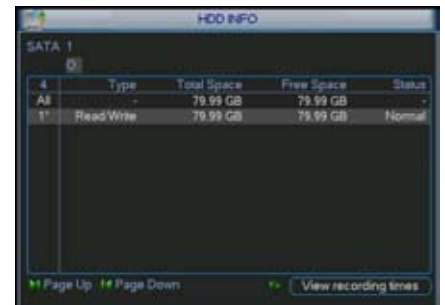 HDD INFO
SATA 1
O
4 Type Total Space Free Space Status
All - 79.99 GB 79.99 GB -
1* Read/Write 79.99 GB 79.99 GB Normal
Page Up Page Down View recording times